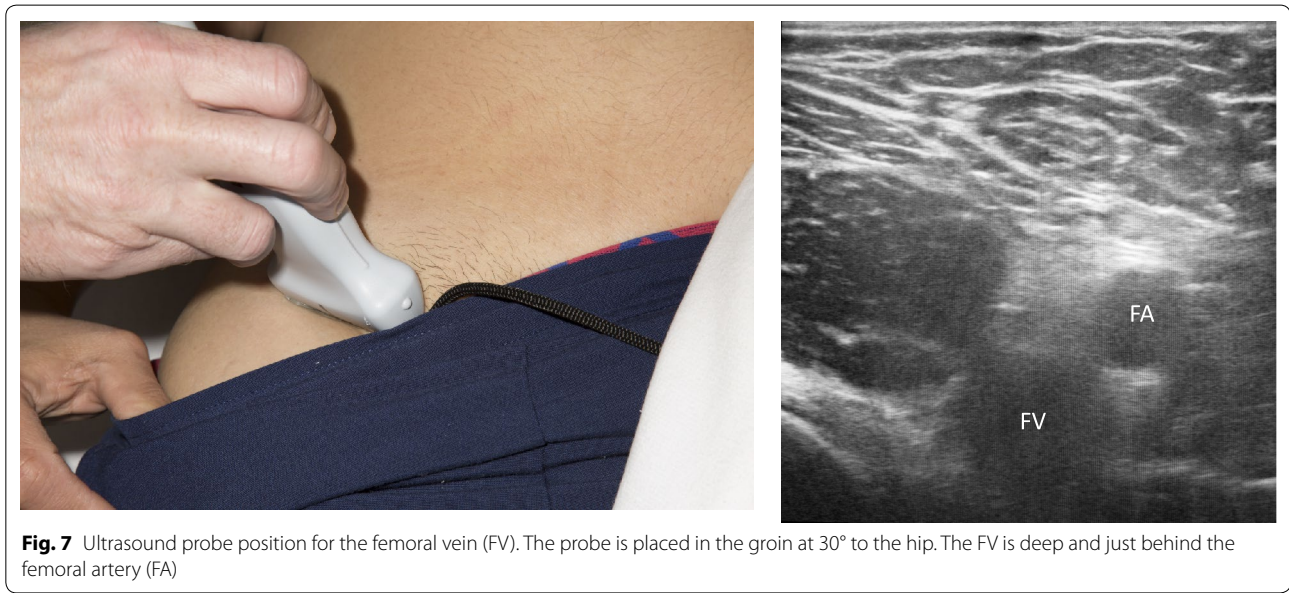 FA
FV
Fig. 7 Ultrasound probe position for the femoral vein (FV). The probe is placed in the groin at 30° to the hip. The FV is deep and just behind the
femoral artery (FA)